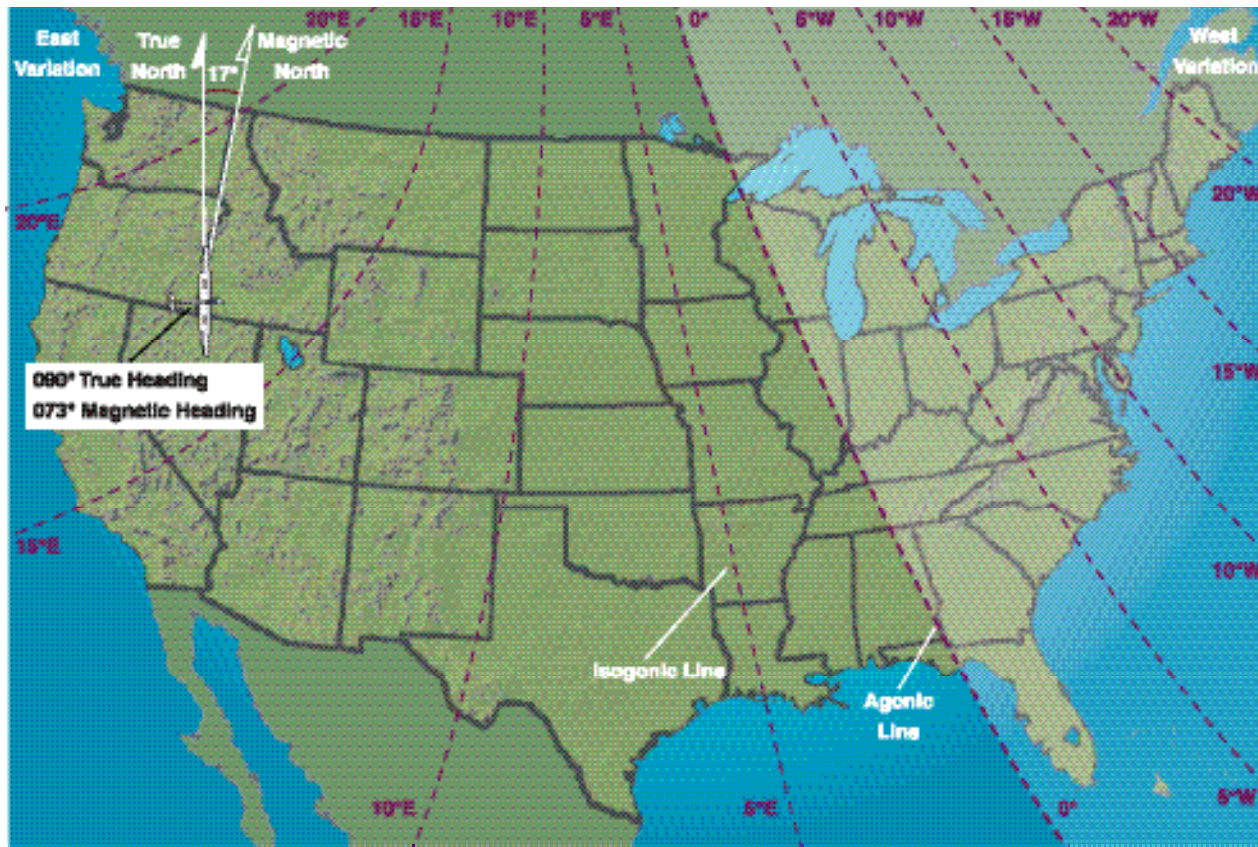 20°E 15°E 10°E 5°E 0° 5°W 10°W 15°W 20°W
East
Variation
True
North
Magnetic
North
17°
West
Variation
20°E
20°W
090° True Heading
073° Magnetic Heading
15°W
15°E
10°W
Isogonic Line
Agonic
Line
10°E
5°E
0°
5°W